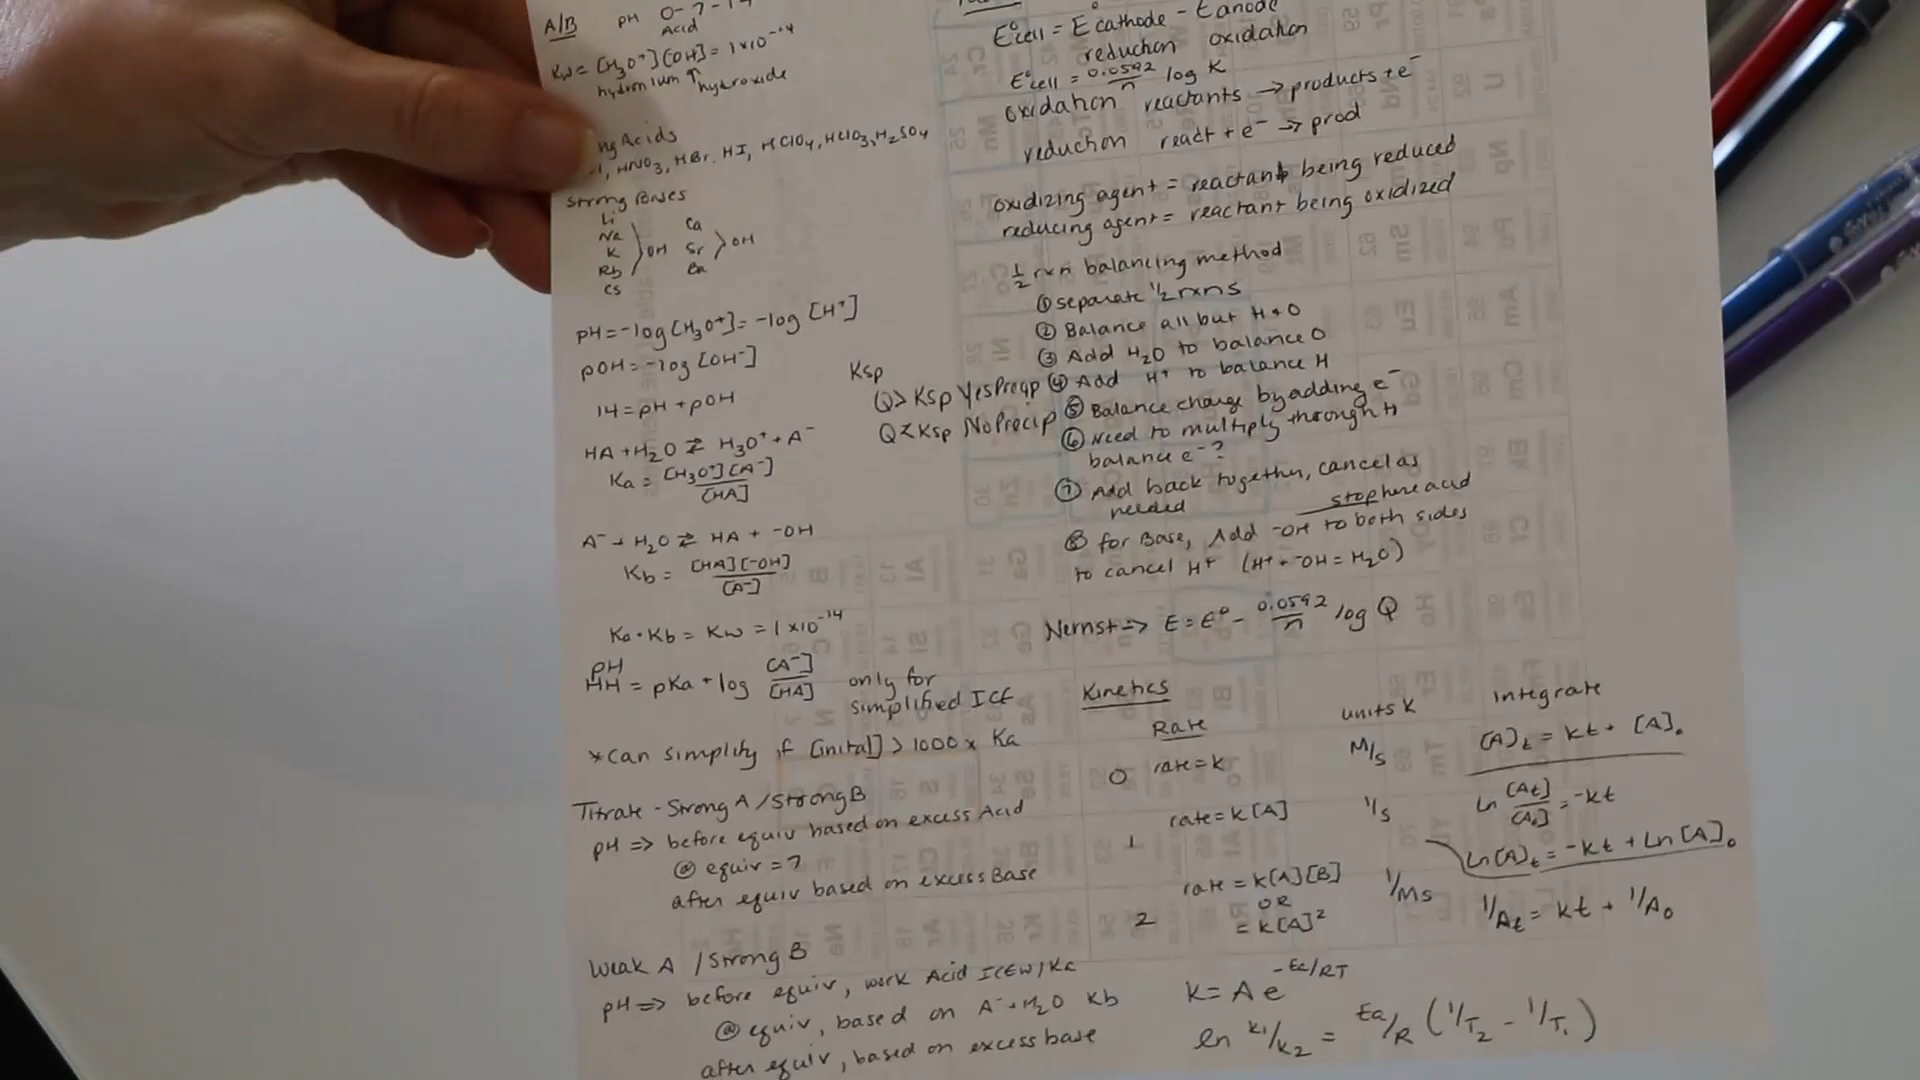 A/B pH 0-7-14
Acid
Kw = [H3O+][OH] = 1x10^-14
hydronium ↑ hydroxide
ng Acids
HNO3, HBr, HI, HClO4, HClO3, H2SO4
Strong Bases
Li
Na
K
Rb
Cs
} OH
Ca
Sr
Ba
} OH
pH = -log[H3O+] = -log [H+]
pOH = -log [OH-]
14 = pH + pOH
HA + H2O ⇄ H3O+ + A-
Ka = [H3O+][A-]
[HA]
A- + H2O ⇄ HA + -OH
Kb = [HA][-OH]
[A-]
Ka · Kb = Kw = 1x10^-14
pH
HH = pKa + log [A-]/[HA] only for
simplified ICE
*Can simplify if [inital] > 1000x Ka
Titrate - Strong A / Strong B
pH => before equiv based on excess Acid
@ equiv = 7
after equiv based on excess Base
Weak A / Strong B
pH => before equiv, weak Acid ICE w/ Ka
@ equiv, based on A- + H2O Kb
after equiv, based on excess base
Ksp
Q > Ksp Yes Precip
Q < Ksp No Precip
E°cell = E°cathode - E anode
reduction oxidation
E°cell = 0.0592/n log K
oxidation reactants → products + e-
reduction react + e- → prod
oxidizing agent = reactant being reduced
reducing agent = reactant being oxidized
1/2 rxn balancing method
① separate 1/2 rxns
② Balance all but H + O
③ Add H2O to balance O
④ Add H+ to balance H
⑤ Balance charge by adding e-
⑥ Need to multiply through to
balance e-?
⑦ Add back together, cancel as
needed stop here acid
⑧ for Base, Add -OH to both sides
to cancel H+ (H+ + -OH = H2O)
Nernst => E = E° - 0.0592/n log Q
Kinetics
Rate units K Integrate
0 rate = k M/s [A]t = kt + [A]o
1 rate = k[A] 1/s Ln [At]/[Ao] = -kt
Ln[A]t = -kt + Ln[A]o
2 rate = k[A][B] 1/Ms 1/At = kt + 1/Ao
OR
= k[A]^2
K = A e^-Ea/RT
ln K1/K2 = Ea/R (1/T2 - 1/T1)